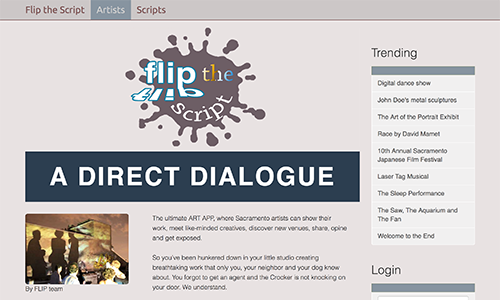 Flip the Script Artists Scripts
flip the
flip
script
A DIRECT DIALOGUE
By FLIP team
The ultimate ART APP, where Sacramento artists can show their
work, meet like-minded creatives, discover new venues, share, opine
and get exposed.
So you've been hunkered down in your little studio creating
breathtaking work that only you, your neighbor and your dog knew
about. You forgot to get an agent and the Crocker is not knocking on
your door. We understand.
Trending
Digital dance show
John Doe's metal sculptures
The Art of the Portrait Exhibit
Race by David Mamet
10th Annual Sacramento
Japanese Film Festival
Laser Tag Musical
The Sleep Performance
The Saw, The Aquarium and
The Fan
Welcome to the End
Login